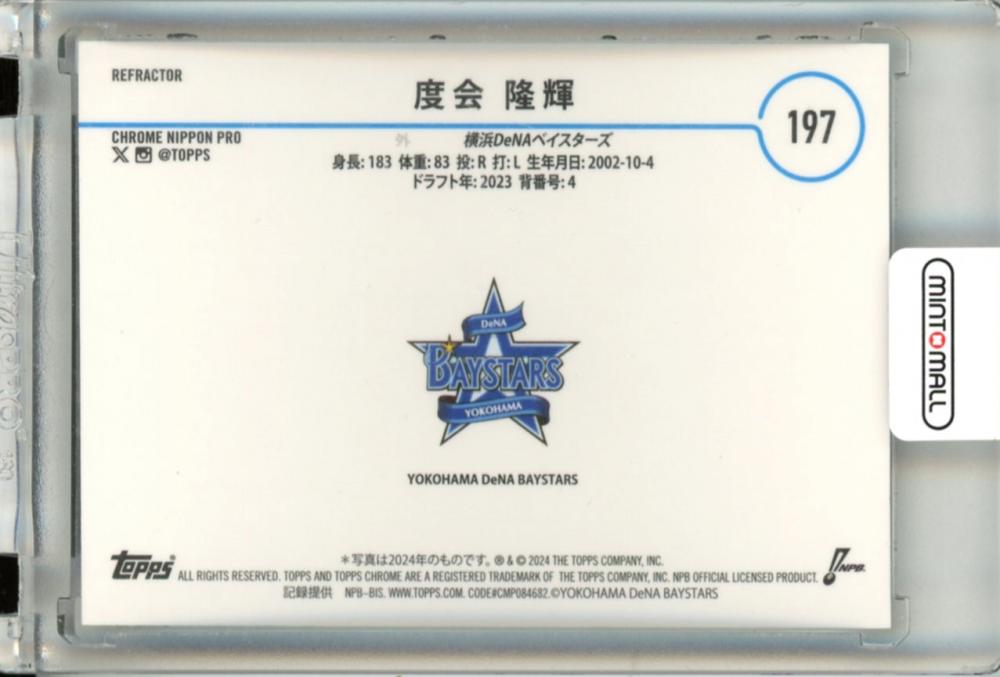 REFRACTOR
度会 隆輝
197
CHROME NIPPON PRO
@TOPPS
外 横浜DeNAベイスターズ
身長: 183 体重: 83 投: R 打: L 生年月日: 2002-10-4
ドラフト年: 2023 背番号: 4
DeNA
BAYSTARS
YOKOHAMA
YOKOHAMA DeNA BAYSTARS
MINTOMALL
Topps
＊写真は2024年のものです。 ® & © 2024 THE TOPPS COMPANY, INC.
ALL RIGHTS RESERVED. TOPPS AND TOPPS CHROME ARE A REGISTERED TRADEMARK OF THE TOPPS COMPANY, INC. NPB OFFICIAL LICENSED PRODUCT.
NPB.
記録提供 NPB-BIS. WWW.TOPPS.COM. CODE#CMP084682.©YOKOHAMA DeNA BAYSTARS